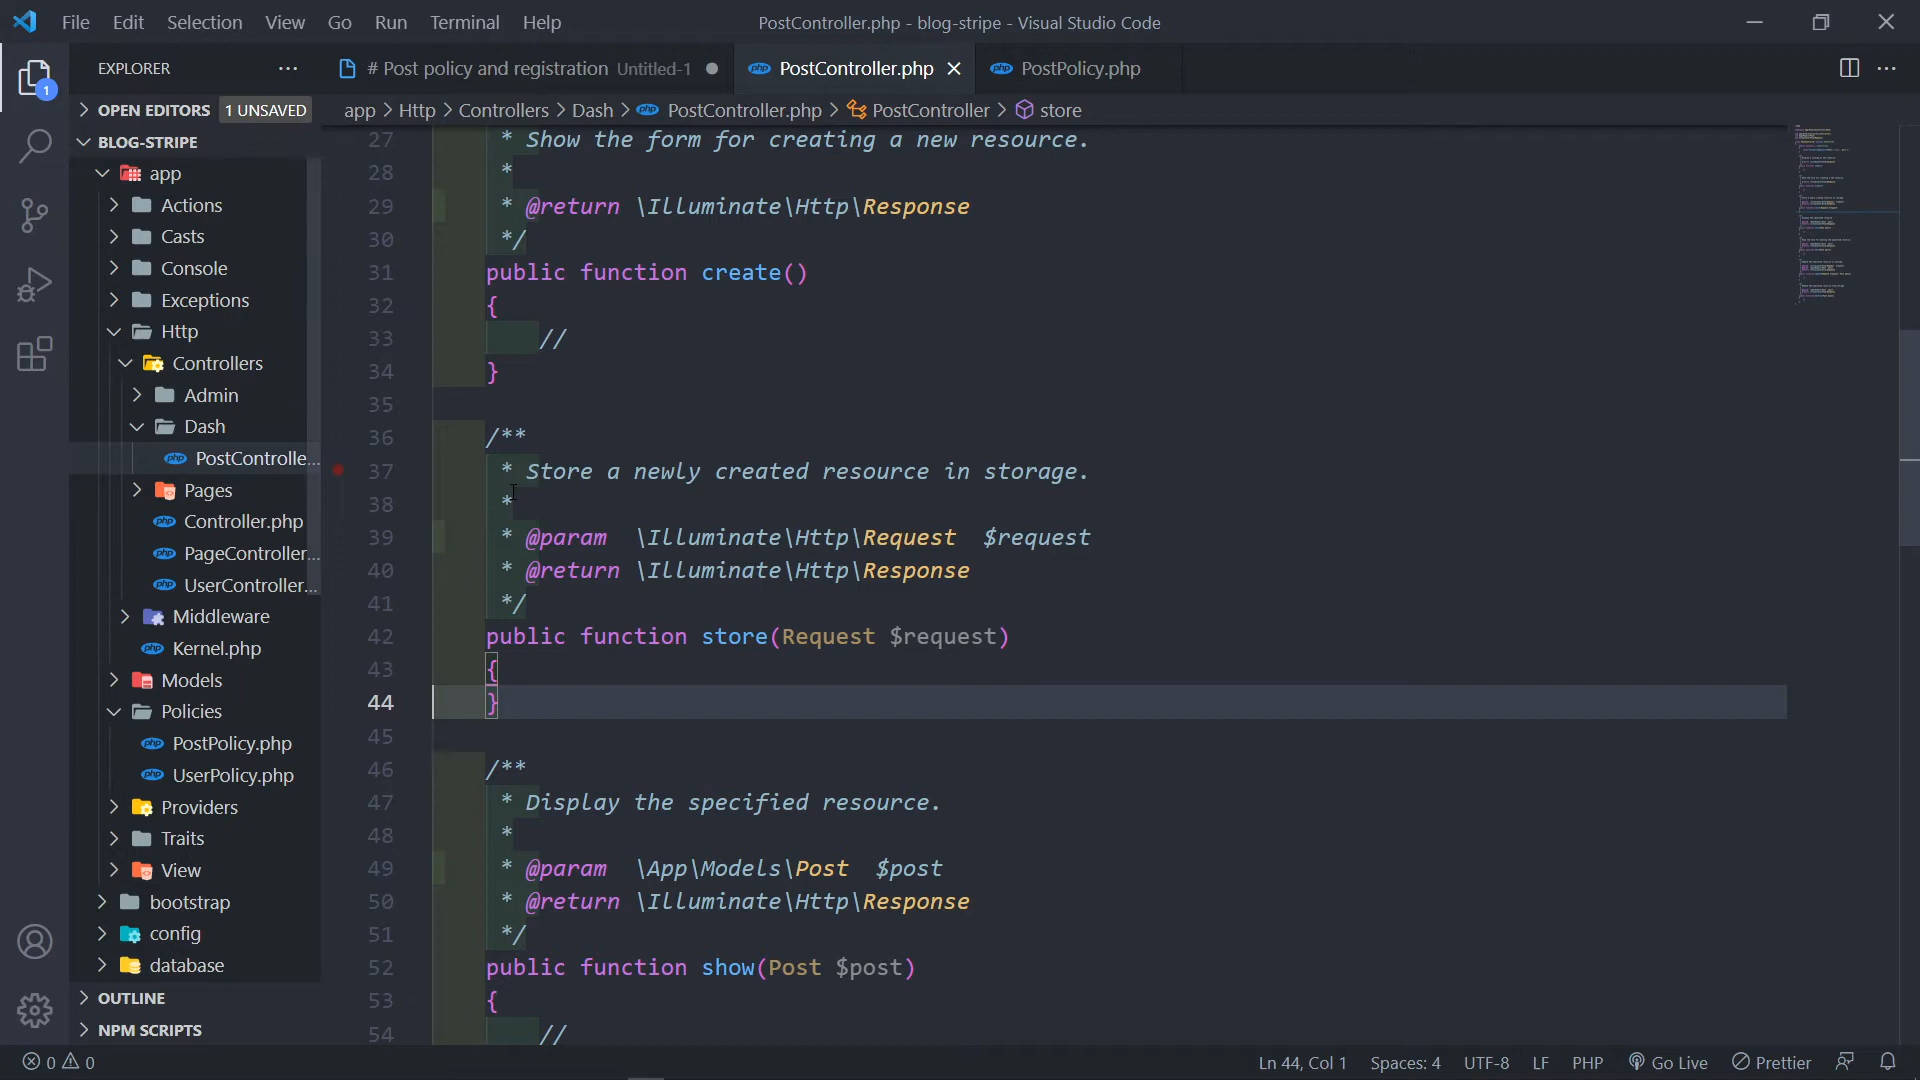 File Edit Selection View Go Run Terminal Help
PostController.php - blog-stripe - Visual Studio Code
EXPLORER
# Post policy and registration Untitled-1
PostController.php
PostPolicy.php
OPEN EDITORS 1 UNSAVED
app > Http > Controllers > Dash > PostController.php > PostController > store
1
BLOG-STRIPE
app
Actions
Casts
Console
Exceptions
Http
Controllers
Admin
Dash
PostControlle...
Pages
Controller.php
PageController...
UserController...
Middleware
Kernel.php
Models
Policies
PostPolicy.php
UserPolicy.php
Providers
Traits
View
bootstrap
config
database
OUTLINE
NPM SCRIPTS
27 * Show the form for creating a new resource.
28 *
29 * @return \Illuminate\Http\Response
30 */
31 public function create()
32 {
33 //
34 }
35
36 /**
37 * Store a newly created resource in storage.
38 *
39 * @param \Illuminate\Http\Request $request
40 * @return \Illuminate\Http\Response
41 */
42 public function store(Request $request)
43 {
44 }
45
46 /**
47 * Display the specified resource.
48 *
49 * @param \App\Models\Post $post
50 * @return \Illuminate\Http\Response
51 */
52 public function show(Post $post)
53 {
54 //
0 0
Ln 44, Col 1 Spaces: 4 UTF-8 LF PHP Go Live Prettier